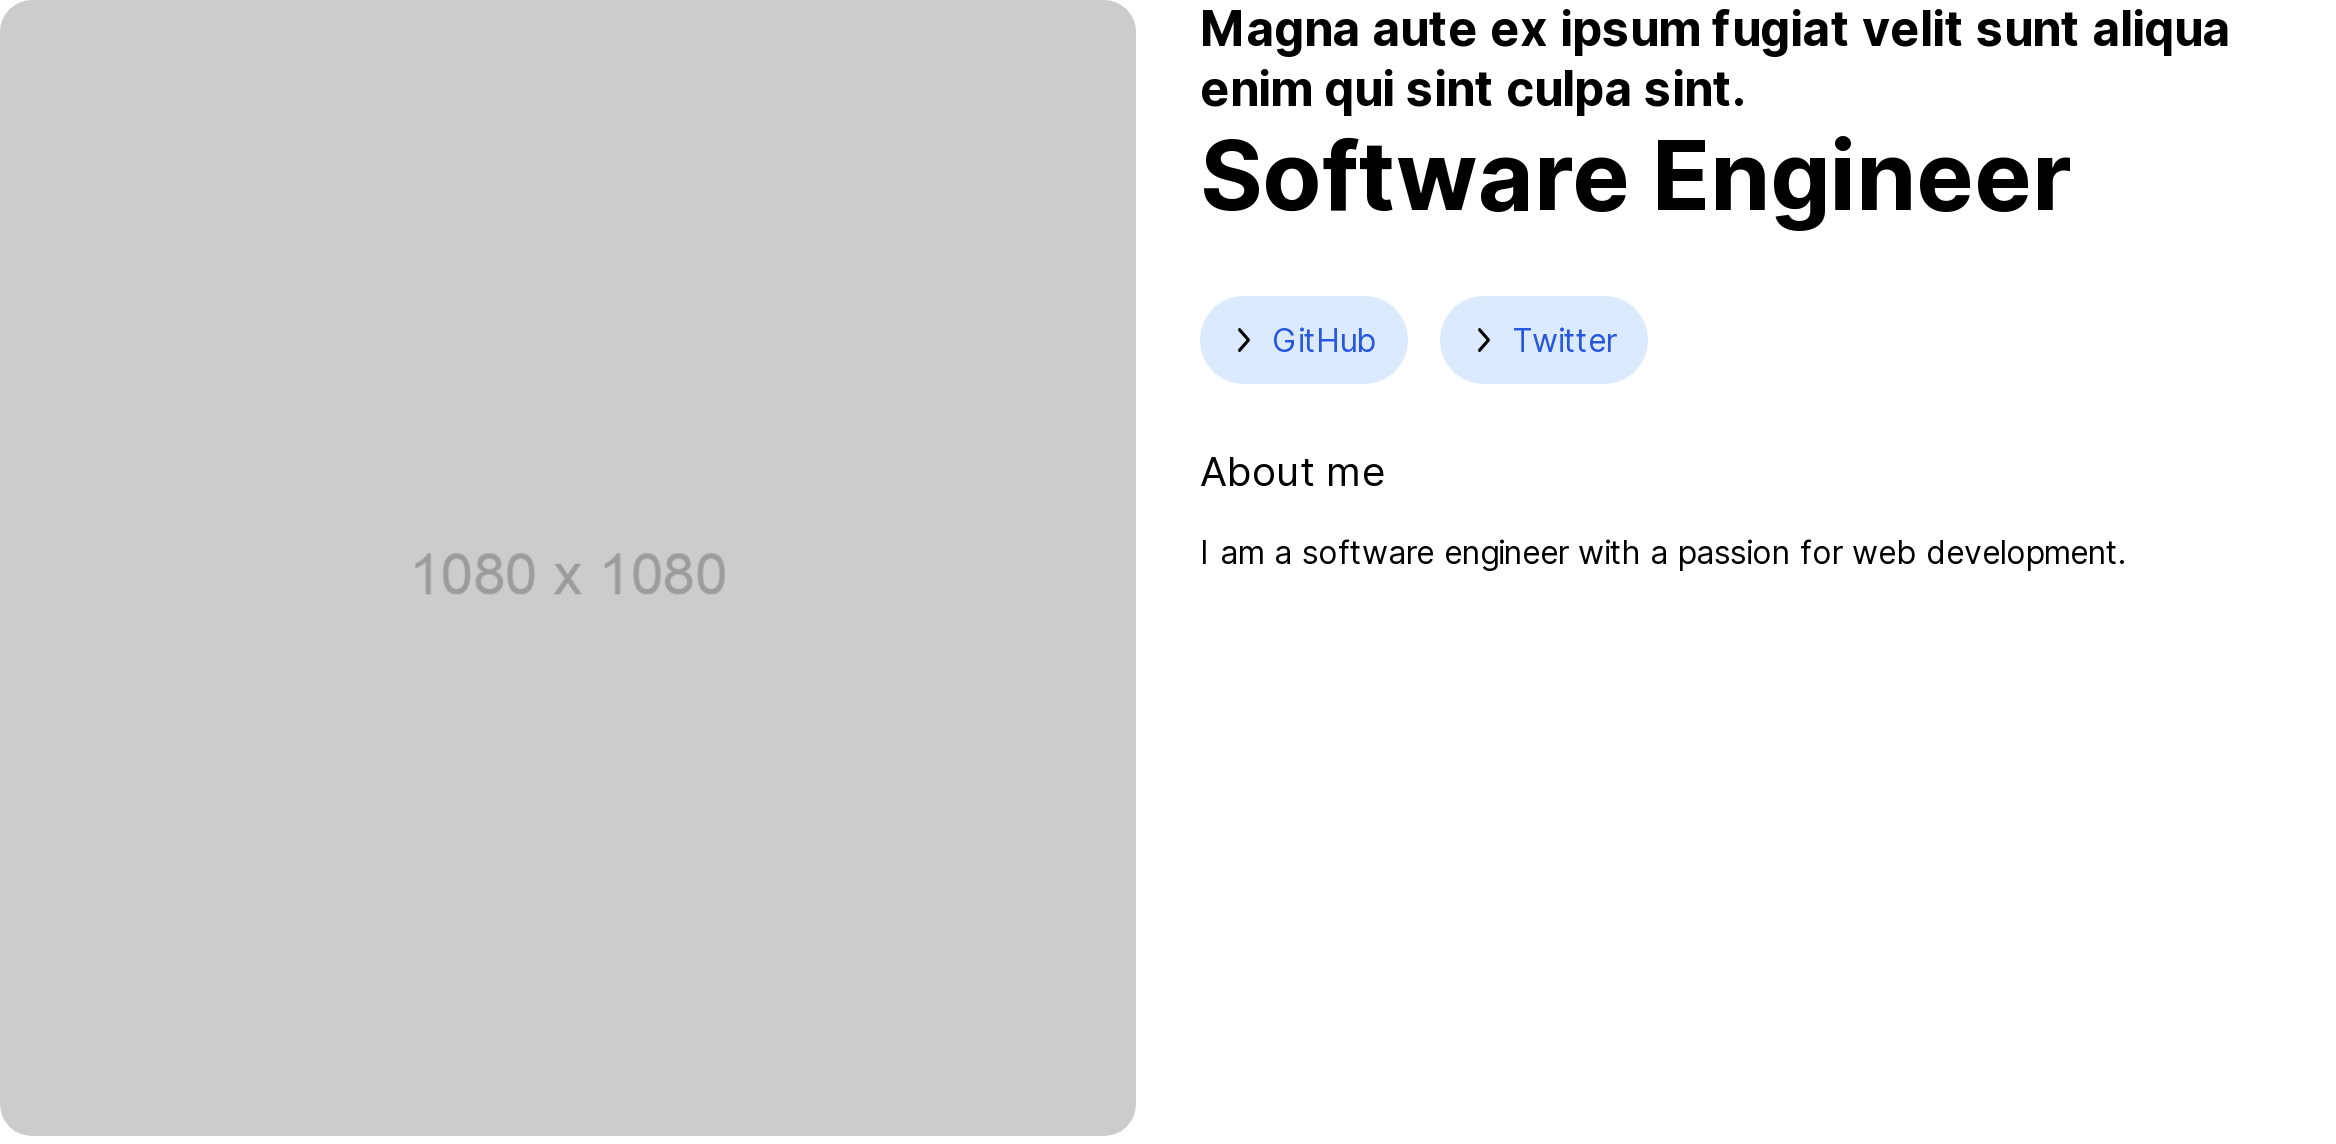 Magna aute ex ipsum fugiat velit sunt aliqua
enim qui sint culpa sint.
Software Engineer
GitHub
Twitter
About me
I am a software engineer with a passion for web development.
1080 x 1080